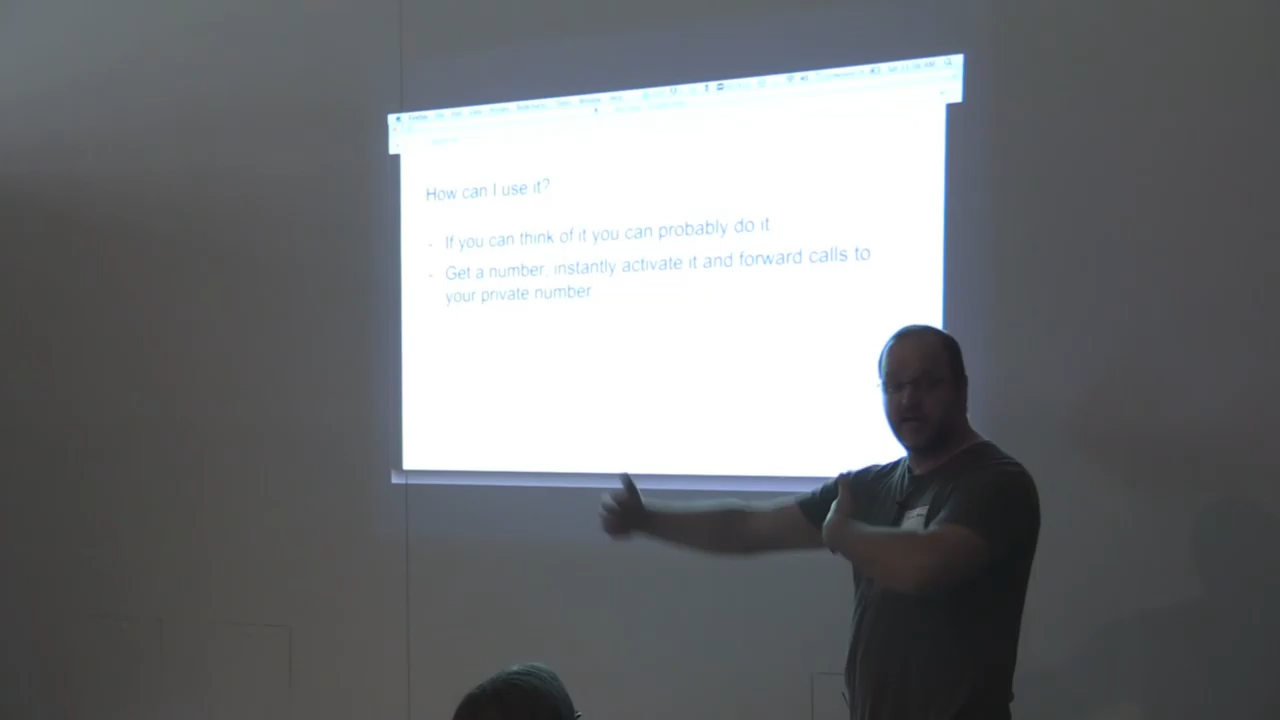 How can I use it?
- If you can think of it you can probably do it
- Get a number, instantly activate it and forward calls to
your private number